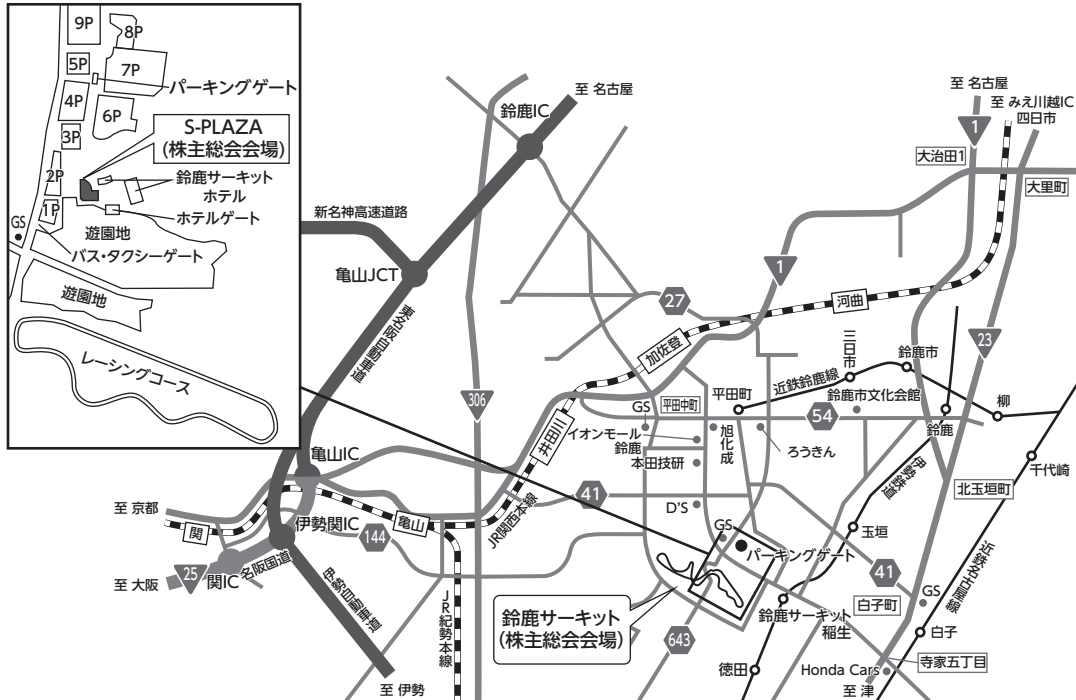 9P
8P
5P
7P
パーキングゲート
4P
6P
3P
S-PLAZA
(株主総会会場)
2P
鈴鹿サーキット
ホテル
1P
ホテルゲート
GS
遊園地
バス・タクシーゲート
遊園地
レーシングコース
至 名古屋
鈴鹿IC
至 名古屋
至 みえ川越IC
四日市
1
大治田1
大里町
新名神高速道路
亀山JCT
1
27
河曲
東名阪自動車道
加佐登
三日市
鈴鹿市
23
306
近鉄鈴鹿線
平田町
鈴鹿市文化会館
柳
GS
平田中町
54
鈴鹿
井田川
イオンモール
鈴鹿
旭化成
ろうきん
本田技研
千代崎
亀山IC
伊勢鉄道
北玉垣町
41
至 京都
関
伊勢関IC
亀山
JR関西本線
D'S
144
GS
玉垣
パーキングゲート
近鉄名古屋線
25
関IC
名阪国道
至 大阪
伊勢自動車道
JR紀勢本線
41
GS
鈴鹿サーキット
(株主総会会場)
鈴鹿サーキット
稲生
白子町
白子
643
寺家五丁目
徳田
Honda Cars
至 伊勢
至 津